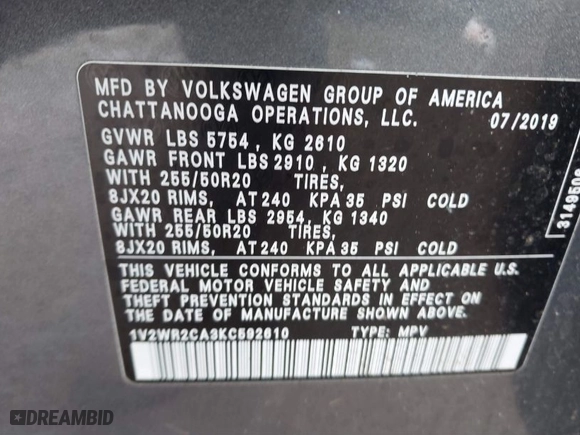 MFD BY VOLKSWAGEN GROUP OF AMERICA
CHATTANOOGA OPERATIONS, LLC. 07/2019
GVWR LBS 5754 , KG 2610
GAWR FRONT LBS 2910 , KG 1320
WITH 255/50R20 TIRES,
8JX20 RIMS, AT 240 KPA 35 PSI COLD
GAWR REAR LBS 2954, KG 1340
WITH 255/50R20 TIRES,
8JX20 RIMS, AT 240 KPA 35 PSI COLD
THIS VEHICLE CONFORMS TO ALL APPLICABLE U.S.
FEDERAL MOTOR VEHICLE SAFETY AND
THEFT PREVENTION STANDARDS IN EFFECT ON
THE DATE OF MANUFACTURE SHOWN ABOVE.
1V2WR2CA3KC592610 TYPE: MPV
DREAMBID